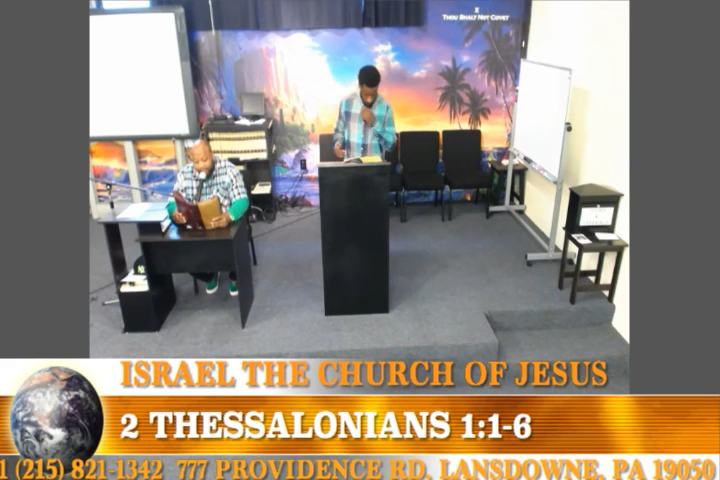 X
Thou Shalt Not Covet
ISRAEL THE CHURCH OF JESUS
2 THESSALONIANS 1:1-6
1 (215) 821-1342 777 PROVIDENCE RD, LANSDOWNE, PA 19050